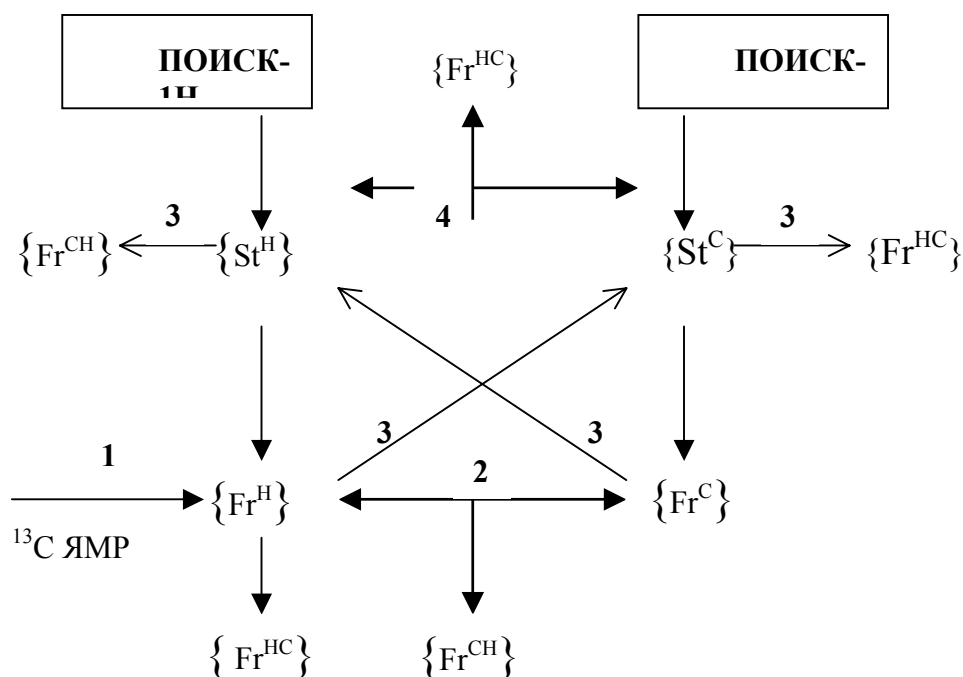 ПОИСК-
1Н
{Fr^HC}
ПОИСК-
3
4
3
{Fr^CH}
{St^H}
{St^C}
{Fr^HC}
3
3
1
2
{Fr^H}
{Fr^C}
^13C ЯМР
{ Fr^HC}
{Fr^CH}